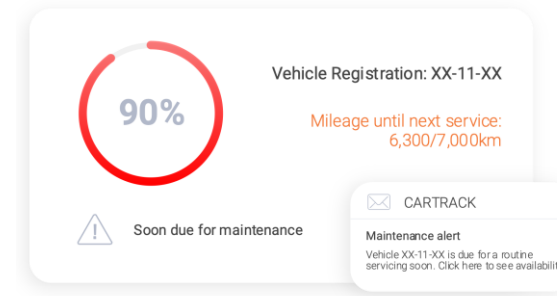 90%
Vehicle Registration: XX-11-XX
Mileage until next service:
6,300/7,000km
Soon due for maintenance
CARTRACK
Maintenance alert
Vehicle XX-11-XX is due for a routine
servicing soon. Click here to see availabilit